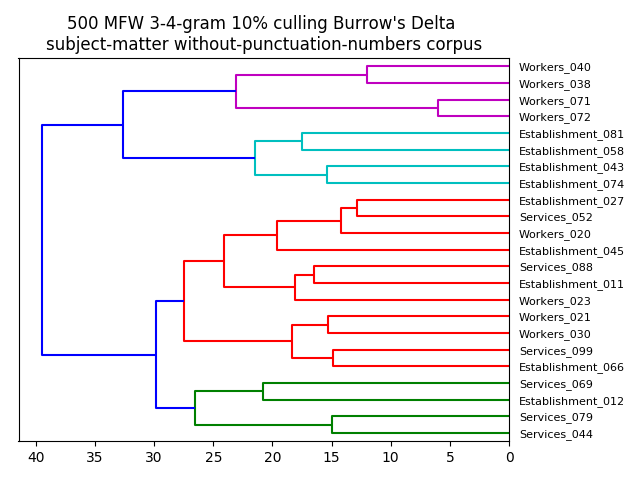 500 MFW 3-4-gram 10% culling Burrow's Delta
subject-matter without-punctuation-numbers corpus
Workers_040
Workers_038
Workers_071
Workers_072
Establishment_081
Establishment_058
Establishment_043
Establishment_074
Establishment_027
Services_052
Workers_020
Establishment_045
Services_088
Establishment_011
Workers_023
Workers_021
Workers_030
Services_099
Establishment_066
Services_069
Establishment_012
Services_079
Services_044
40 35 30 25 20 15 10 5 0